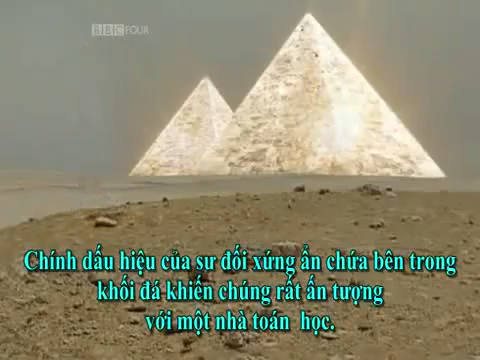 BBC FOUR
Chính dấu hiệu của sư đối xứng ẩn chứa bên trong
khối đá khiến chúng rất ấn tượng
với một nhà toán học.